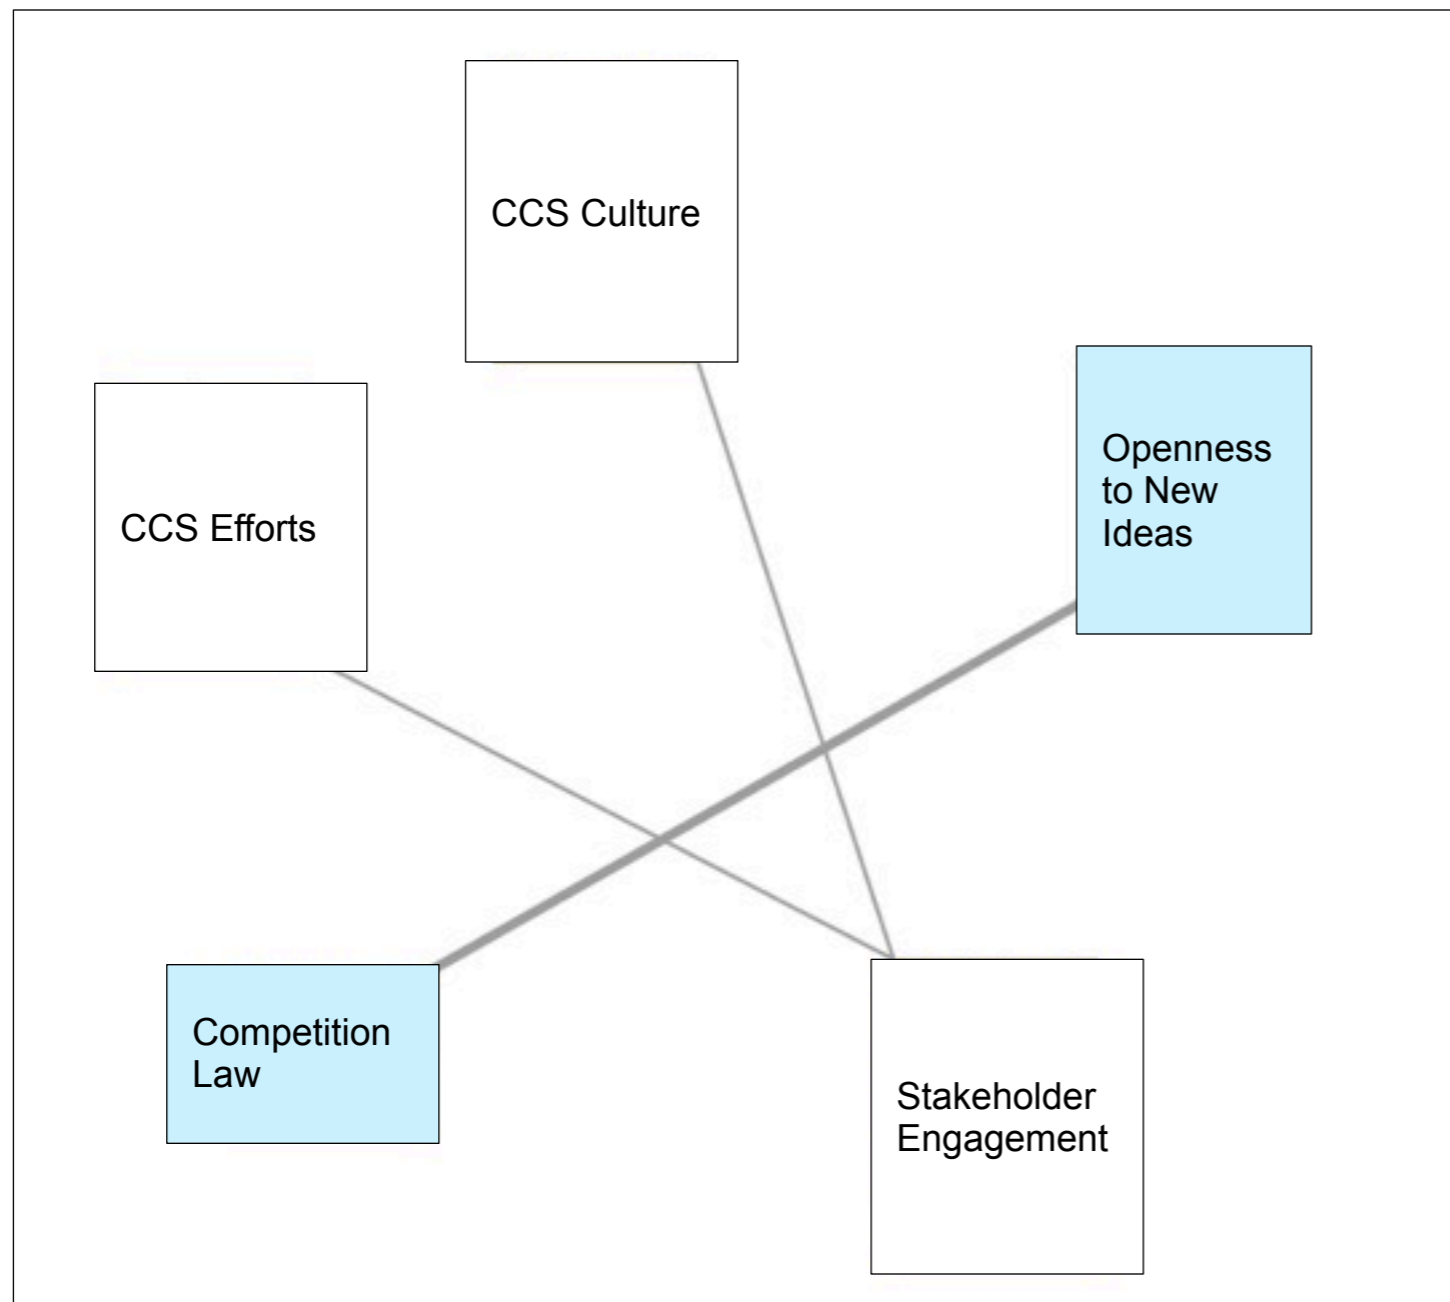 CCS Culture
Openness
to New
Ideas
CCS Efforts
Competition
Law
Stakeholder
Engagement